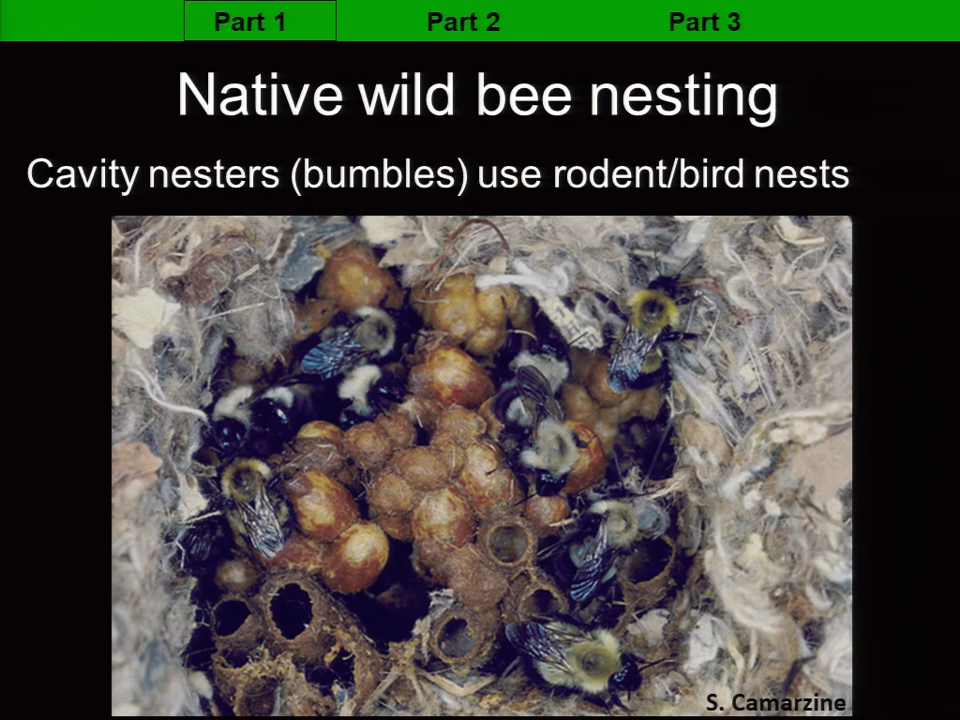 Part 1 Part 2 Part 3
Native wild bee nesting
Cavity nesters (bumbles) use rodent/bird nests
S. Camarzine